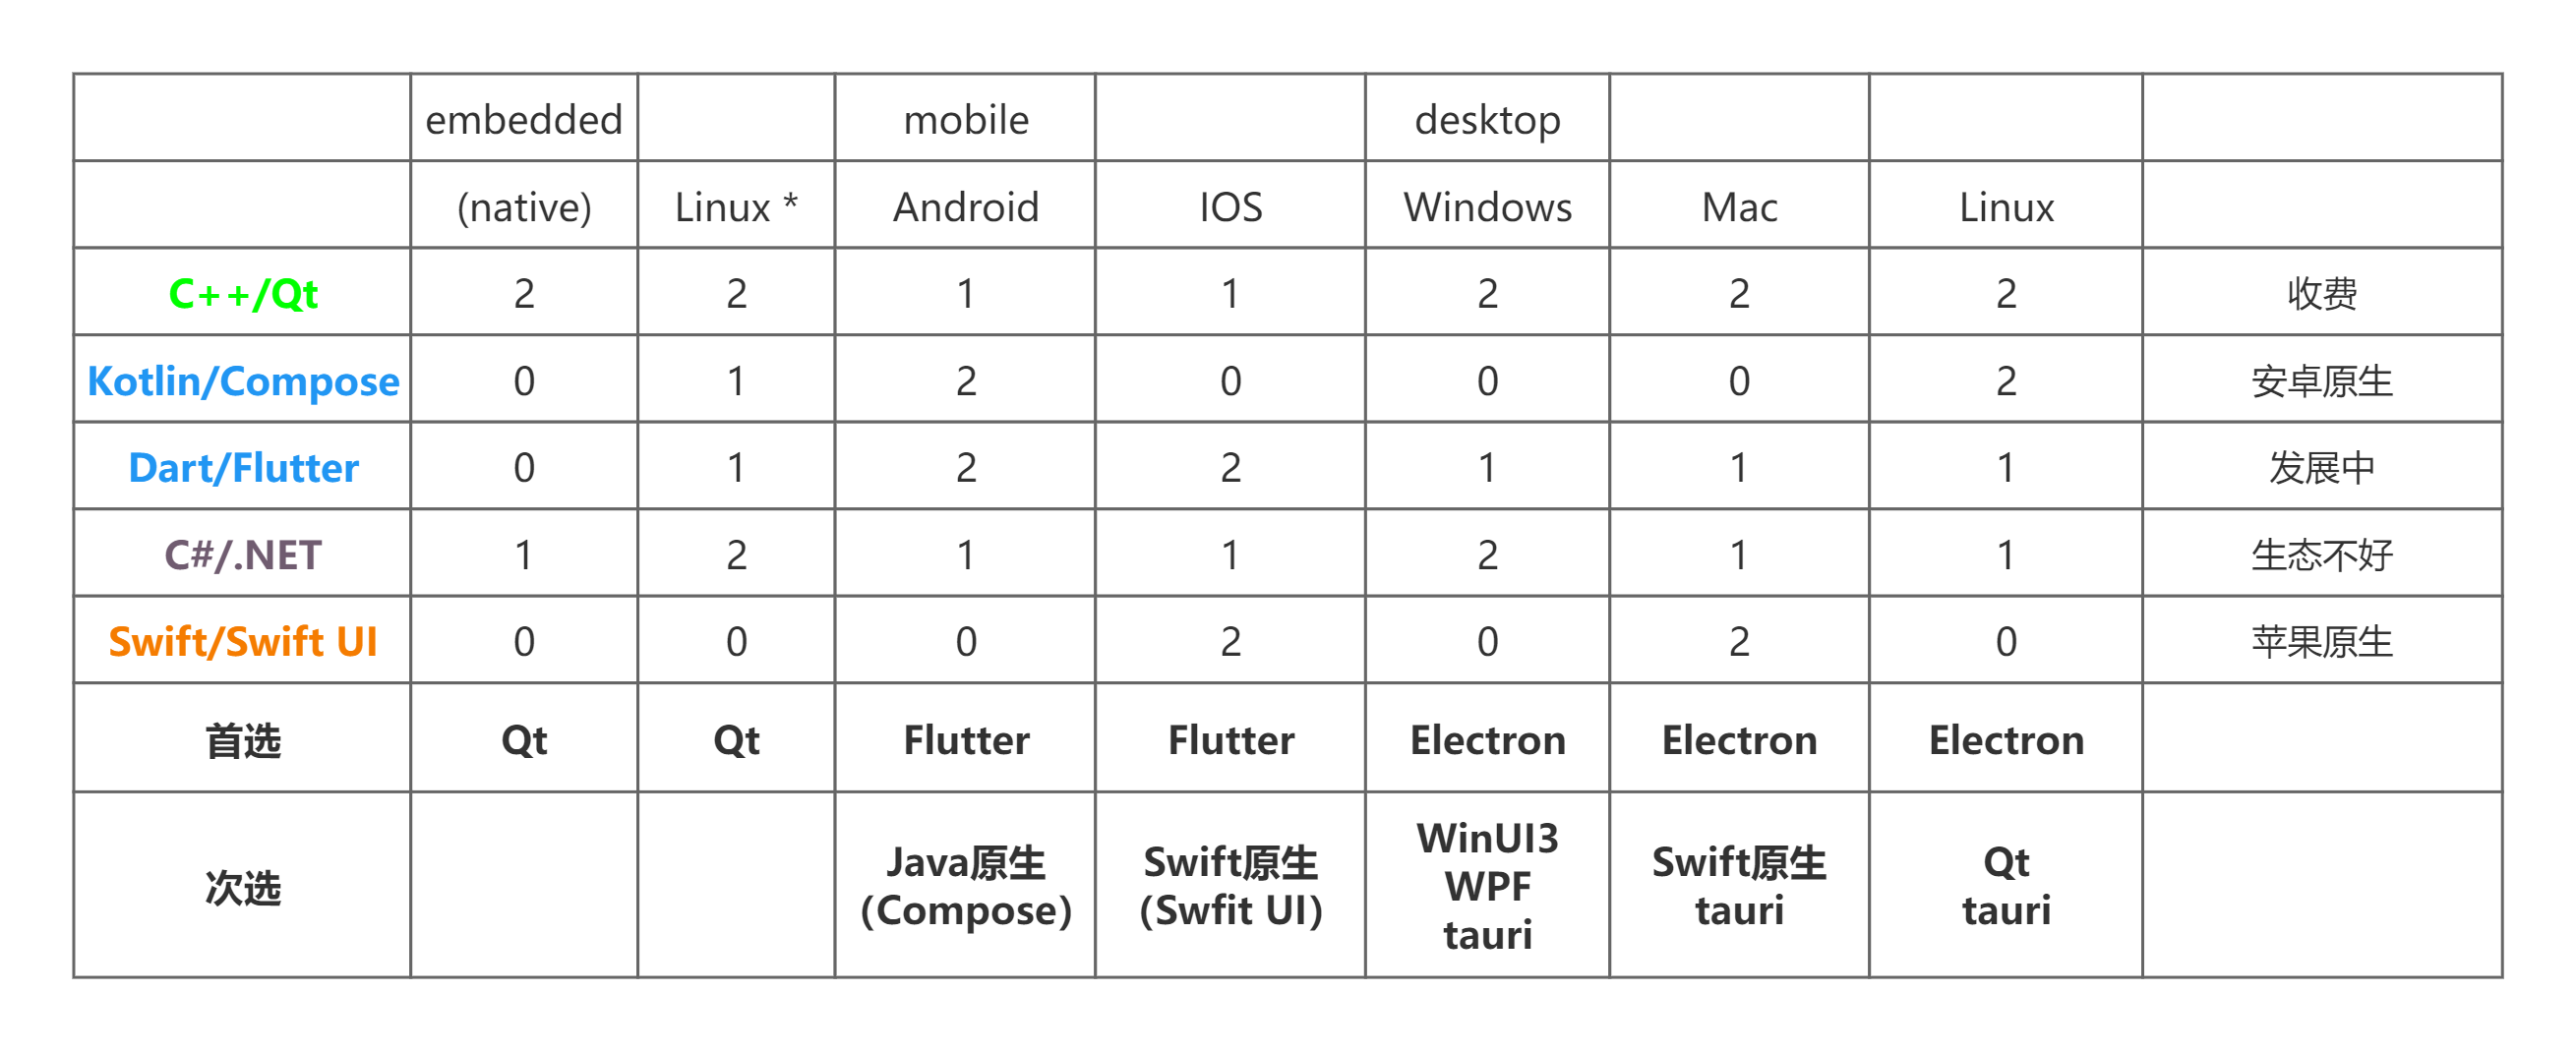 embedded mobile desktop
(native) Linux * Android IOS Windows Mac Linux
C++/Qt 2 2 1 1 2 2 2 收费
Kotlin/Compose 0 1 2 0 0 0 2 安卓原生
Dart/Flutter 0 1 2 2 1 1 1 发展中
C#/.NET 1 2 1 1 2 1 1 生态不好
Swift/Swift UI 0 0 0 2 0 2 0 苹果原生
首选 Qt Qt Flutter Flutter Electron Electron Electron
次选
Java原生
(Compose)
Swift原生
(Swfit UI)
WinUI3
WPF
tauri
Swift原生
tauri
Qt
tauri